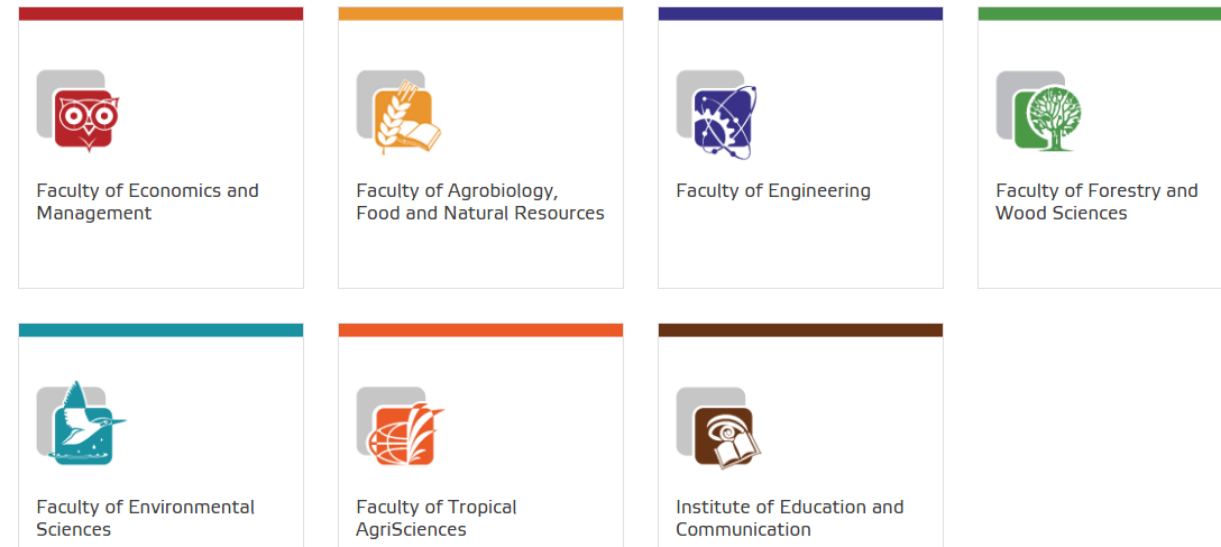 Faculty of Economics and
Management
Faculty of Agrobiology,
Food and Natural Resources
Faculty of Engineering
Faculty of Forestry and
Wood Sciences
Faculty of Environmental
Sciences
Faculty of Tropical
AgriSciences
Institute of Education and
Communication